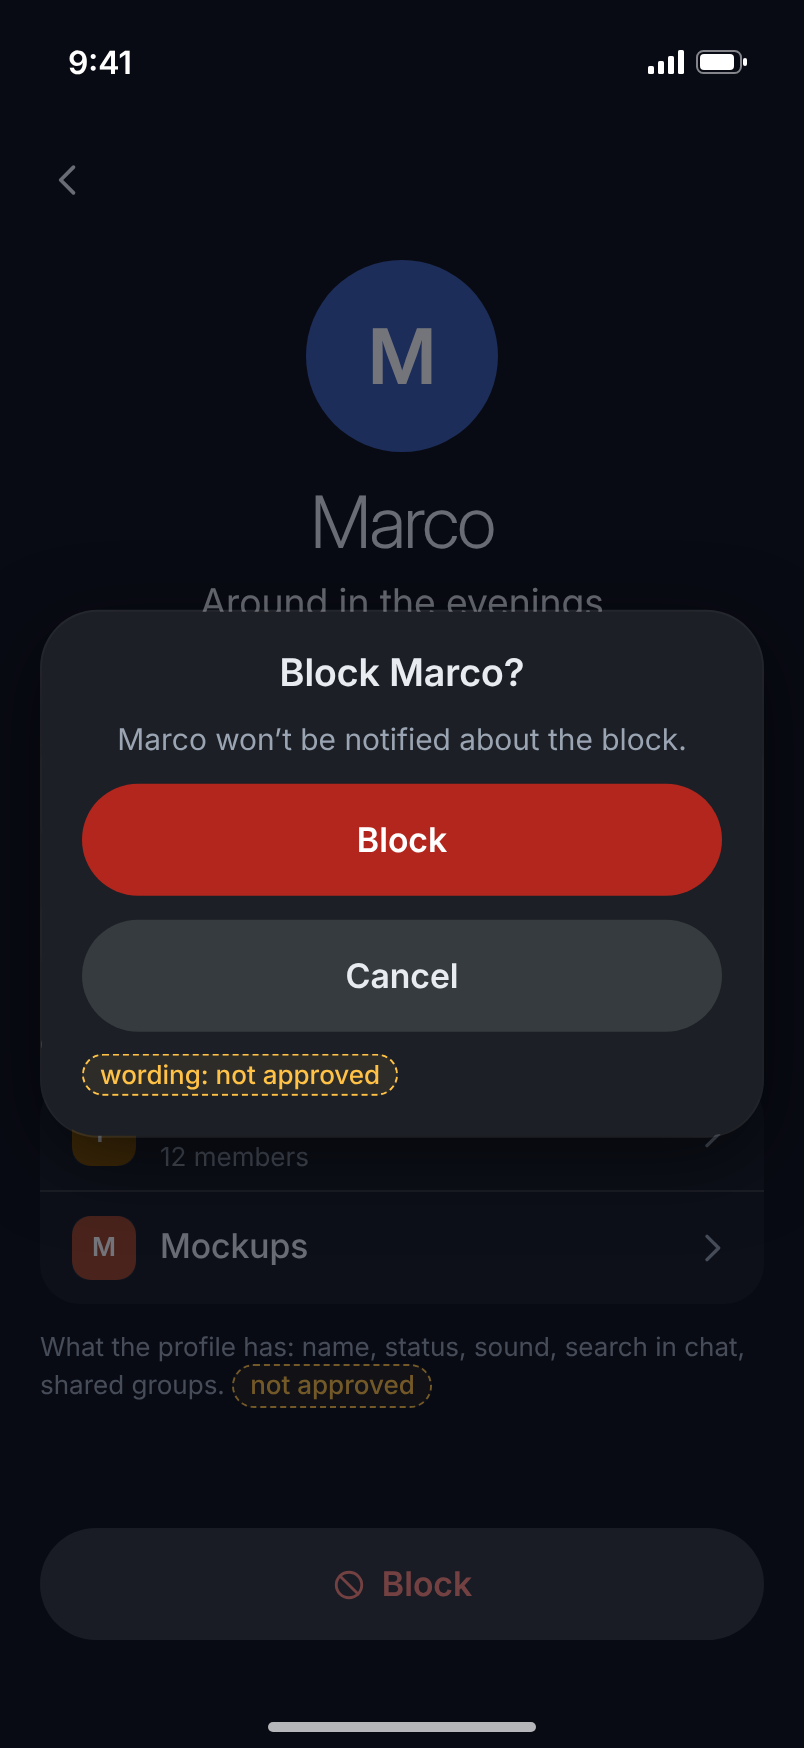 9:41
M
Marco
Around in the evenings
Block Marco?
Marco won’t be notified about the block.
Block
Cancel
wording: not approved
12 members
M
Mockups
What the profile has: name, status, sound, search in chat,
shared groups. not approved
Block